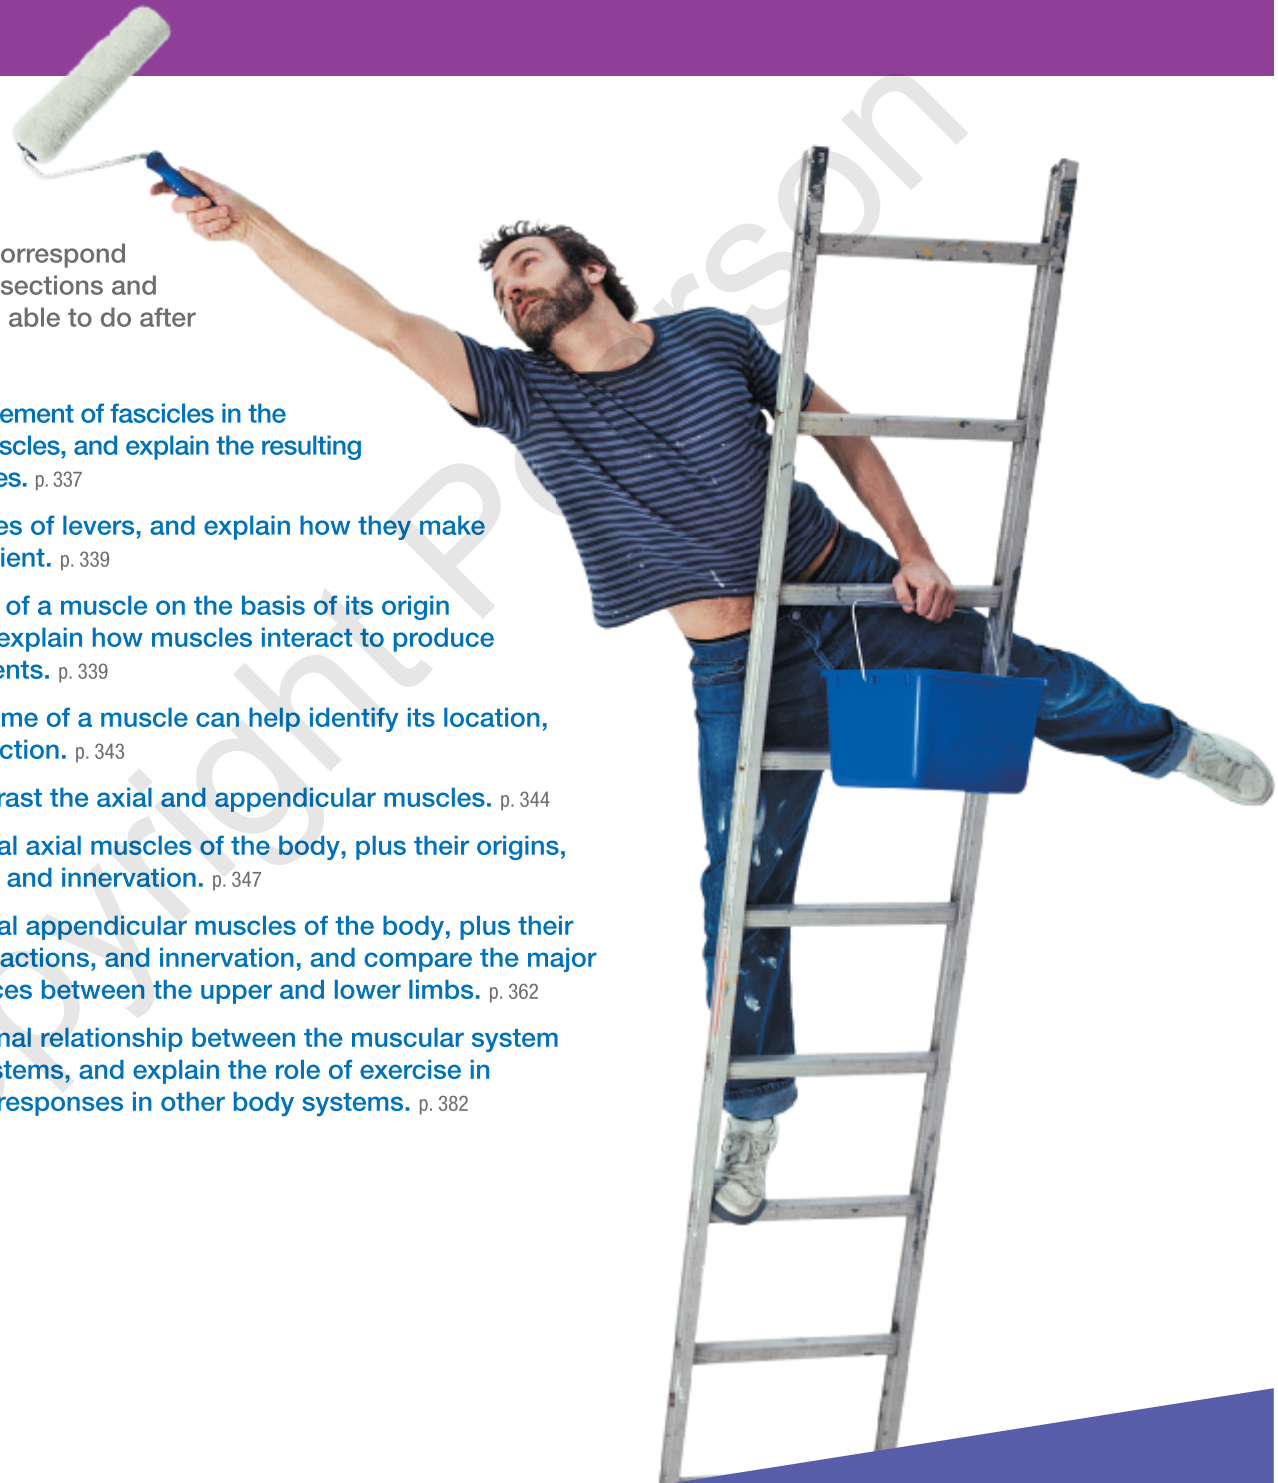 orrespond
sections and
able to do after
ement of fascicles in the
scles, and explain the resulting
es. p. 337
es of levers, and explain how they make
ient. p. 339
of a muscle on the basis of its origin
explain how muscles interact to produce
ents. p. 339
me of a muscle can help identify its location,
ction. p. 343
rast the axial and appendicular muscles. p. 344
al axial muscles of the body, plus their origins,
and innervation. p. 347
al appendicular muscles of the body, plus their
actions, and innervation, and compare the major
ces between the upper and lower limbs. p. 362
nal relationship between the muscular system
stems, and explain the role of exercise in
responses in other body systems. p. 382